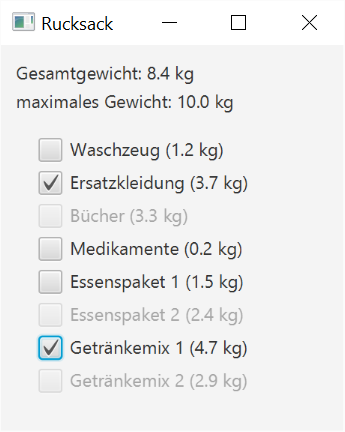 Rucksack
Gesamtgewicht: 8.4 kg
maximales Gewicht: 10.0 kg
Waschzeug (1.2 kg)
Ersatzkleidung (3.7 kg)
Bücher (3.3 kg)
Medikamente (0.2 kg)
Essenspaket 1 (1.5 kg)
Essenspaket 2 (2.4 kg)
Getränkemix 1 (4.7 kg)
Getränkemix 2 (2.9 kg)